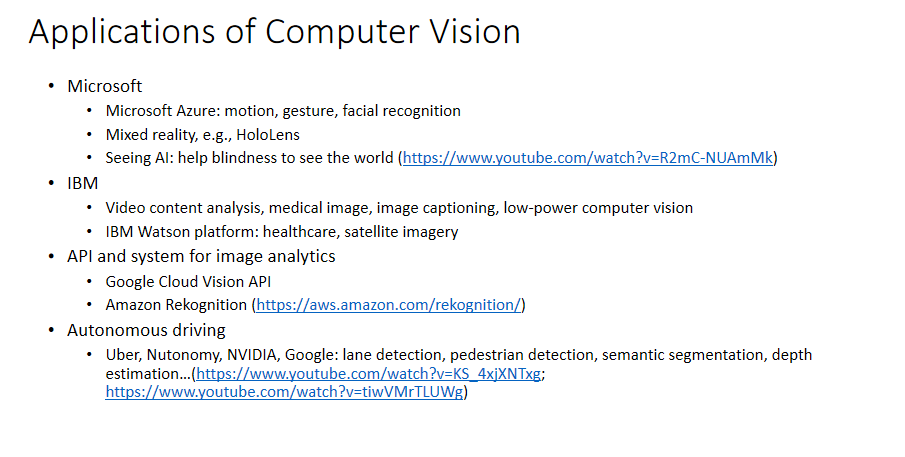 Applications of Computer Vision
• Microsoft
• Microsoft Azure: motion, gesture, facial recognition
• Mixed reality, e.g., HoloLens
• Seeing AI: help blindness to see the world (https://www.youtube.com/watch?v=R2mC-NUAmMk)
• IBM
• Video content analysis, medical image, image captioning, low-power computer vision
• IBM Watson platform: healthcare, satellite imagery
• API and system for image analytics
• Google Cloud Vision API
• Amazon Rekognition (https://aws.amazon.com/rekognition/)
• Autonomous driving
• Uber, Nutonomy, NVIDIA, Google: lane detection, pedestrian detection, semantic segmentation, depth
estimation...(https://www.youtube.com/watch?v=KS_4xjXNTxg;
https://www.youtube.com/watch?v=tiwVMrTLUWg)